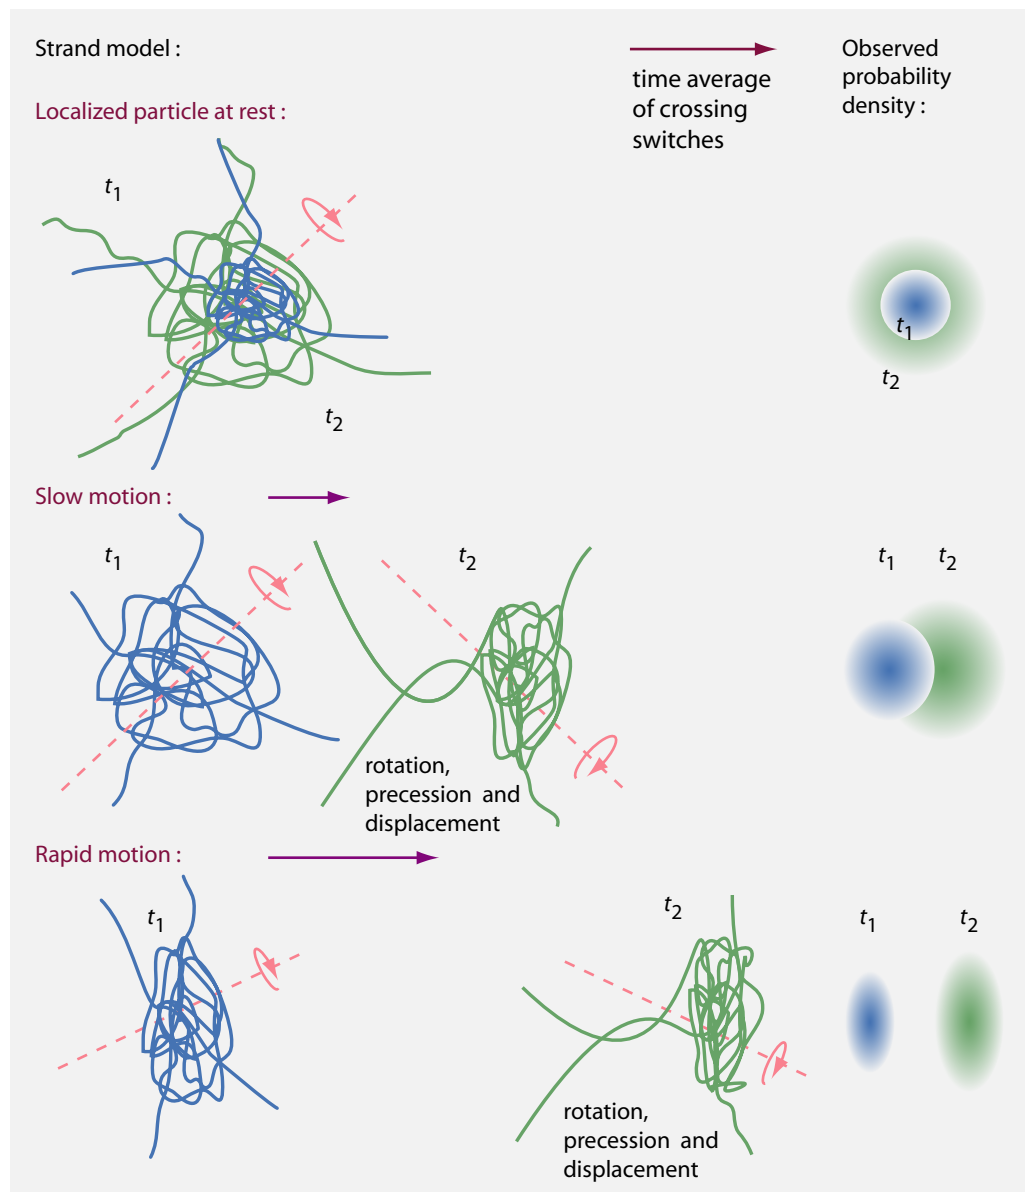 Strand model :
time average
of crossing
switches
Observed
probability
density :
Localized particle at rest :
t1
t2
t1
t2
Slow motion :
t1
t2
t1
t2
rotation,
precession and
displacement
Rapid motion :
t1
t2
t1
t2
rotation,
precession and
displacement